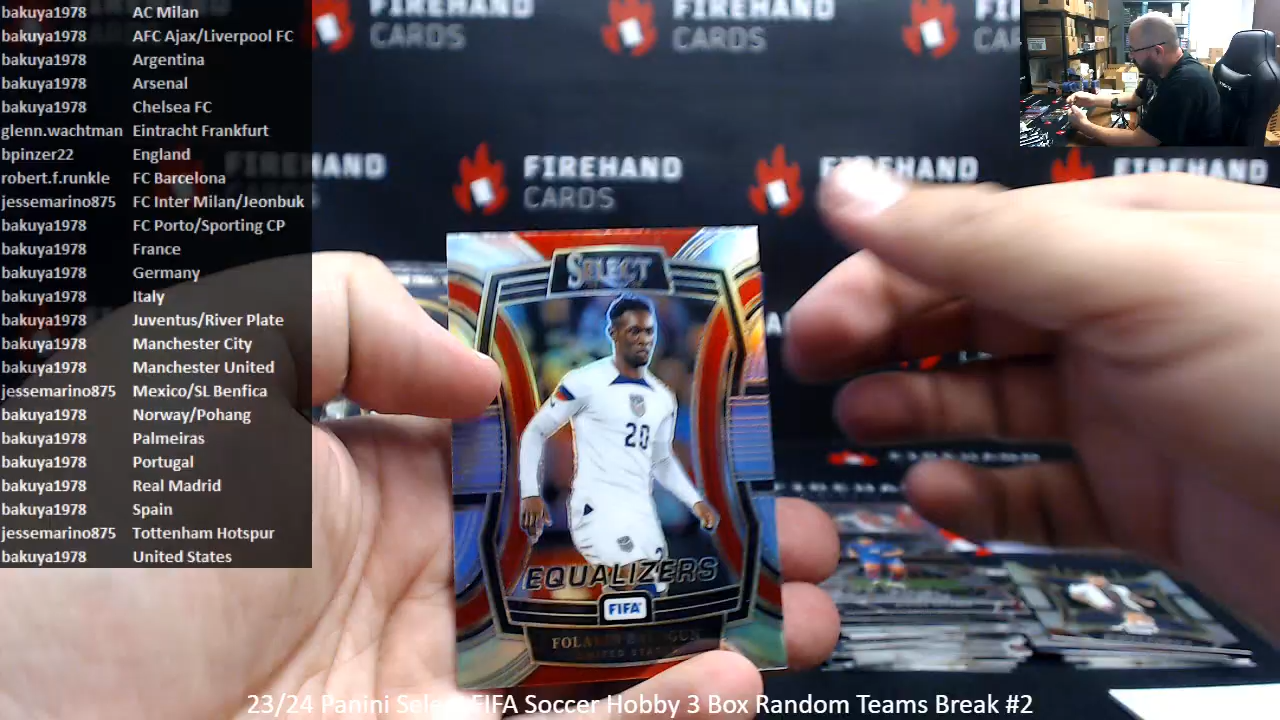 bakuya1978 AC Milan
bakuya1978 AFC Ajax/Liverpool FC
bakuya1978 Argentina
bakuya1978 Arsenal
bakuya1978 Chelsea FC
glenn.wachtman Eintracht Frankfurt
bpinzer22 England
robert.f.runkle FC Barcelona
jessemarino875 FC Inter Milan/Jeonbuk
bakuya1978 FC Porto/Sporting CP
bakuya1978 France
bakuya1978 Germany
bakuya1978 Italy
bakuya1978 Juventus/River Plate
bakuya1978 Manchester City
bakuya1978 Manchester United
jessemarino875 Mexico/SL Benfica
bakuya1978 Norway/Pohang
bakuya1978 Palmeiras
bakuya1978 Portugal
bakuya1978 Real Madrid
bakuya1978 Spain
jessemarino875 Tottenham Hotspur
bakuya1978 United States
FIREHAND
CARDS
FIREHAND
CARDS
FIREHAND
CARDS
FIREHAND
CARDS
FIREHAND
FIREHAND
SELECT
20
EQUALIZERS
FIFA
23/24 Panini Select FIFA Soccer Hobby 3 Box Random Teams Break #2